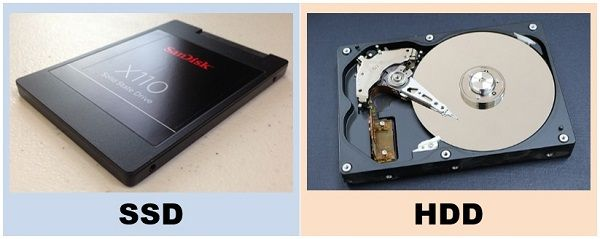 SanDisk
X110
Solid State Drive
SSD
HDD